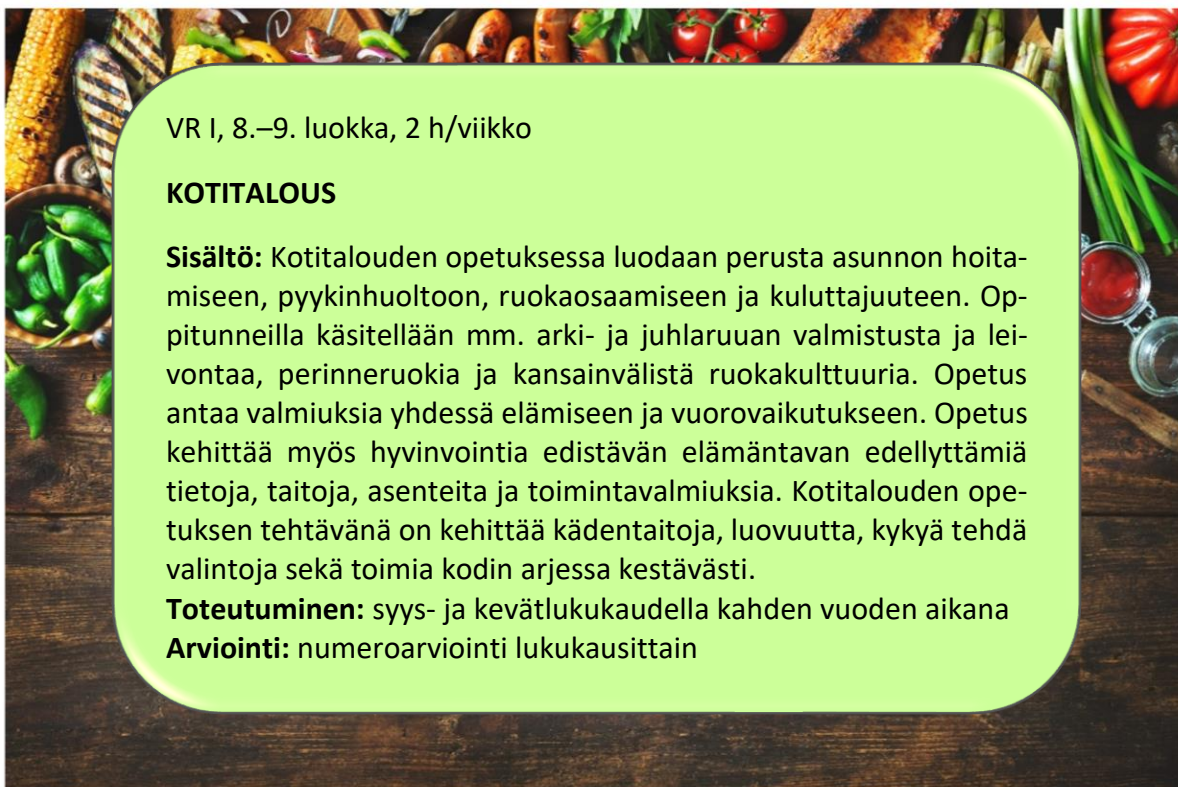 VR I, 8.–9. luokka, 2 h/viikko
KOTITALOUS
Sisältö: Kotitalouden opetuksessa luodaan perusta asunnon hoita-
miseen, pyykinhuoltoon, ruokaosaamiseen ja kuluttajuuteen. Op-
pitunneilla käsitellään mm. arki- ja juhlaruuan valmistusta ja lei-
vontaa, perinneruokia ja kansainvälistä ruokakulttuuria. Opetus
antaa valmiuksia yhdessä elämiseen ja vuorovaikutukseen. Opetus
kehittää myös hyvinvointia edistävän elämäntavan edellyttämiä
tietoja, taitoja, asenteita ja toimintavalmiuksia. Kotitalouden ope-
tuksen tehtävänä on kehittää kädentaitoja, luovuutta, kykyä tehdä
valintoja sekä toimia kodin arjessa kestävästi.
Toteutuminen: syys- ja kevätlukukaudella kahden vuoden aikana
Arviointi: numeroarviointi lukukausittain